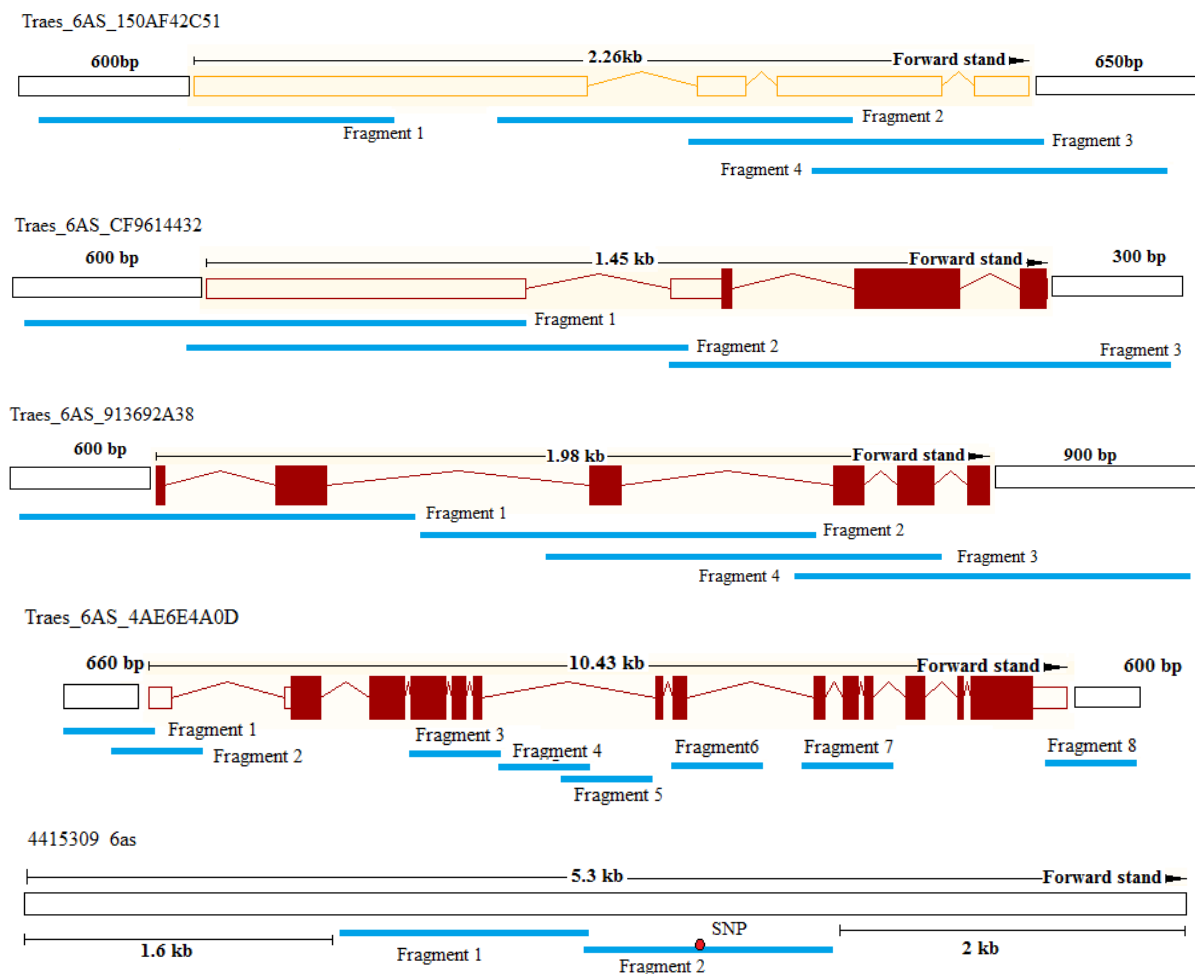 Traes_6AS_150AF42C51
600bp 2.26kb Forward stand 650bp
Fragment 1 Fragment 2
Fragment 3
Fragment 4
Traes_6AS_CF9614432
600 bp 1.45 kb Forward stand 300 bp
Fragment 1
Fragment 2 Fragment 3
Traes_6AS_913692A38
600 bp 1.98 kb Forward stand 900 bp
Fragment 1
Fragment 2
Fragment 3
Fragment 4
Traes_6AS_4AE6E4A0D
660 bp 10.43 kb Forward stand 600 bp
Fragment 1 Fragment 3
Fragment 2 Fragment 4 Fragment6 Fragment 7 Fragment 8
Fragment 5
4415309 6as
5.3 kb Forward stand
SNP
1.6 kb Fragment 1 2 kb
Fragment 2